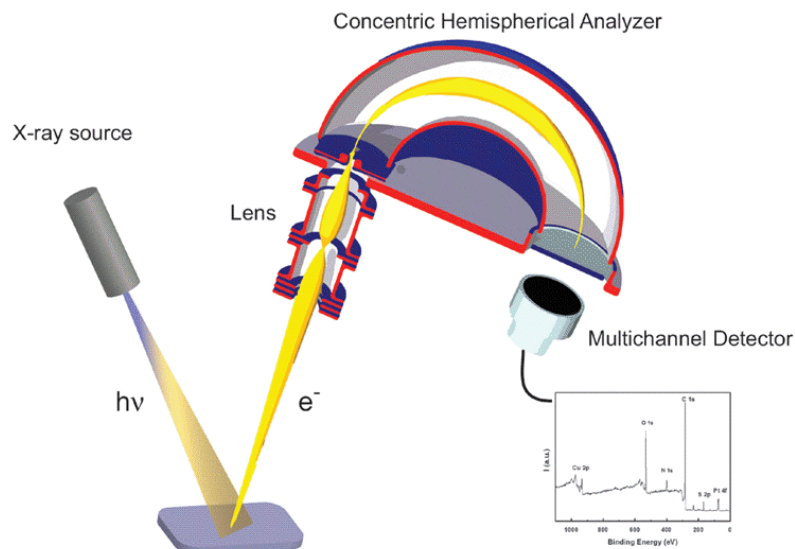 Concentric Hemispherical Analyzer
X-ray source
Lens
Multichannel Detector
hν
e⁻
C 1s
O 1s
Cu 2p
N 1s
S 2p
Pt 4f
I (a.u.)
1000 800 600 400 200 0
Binding Energy (eV)